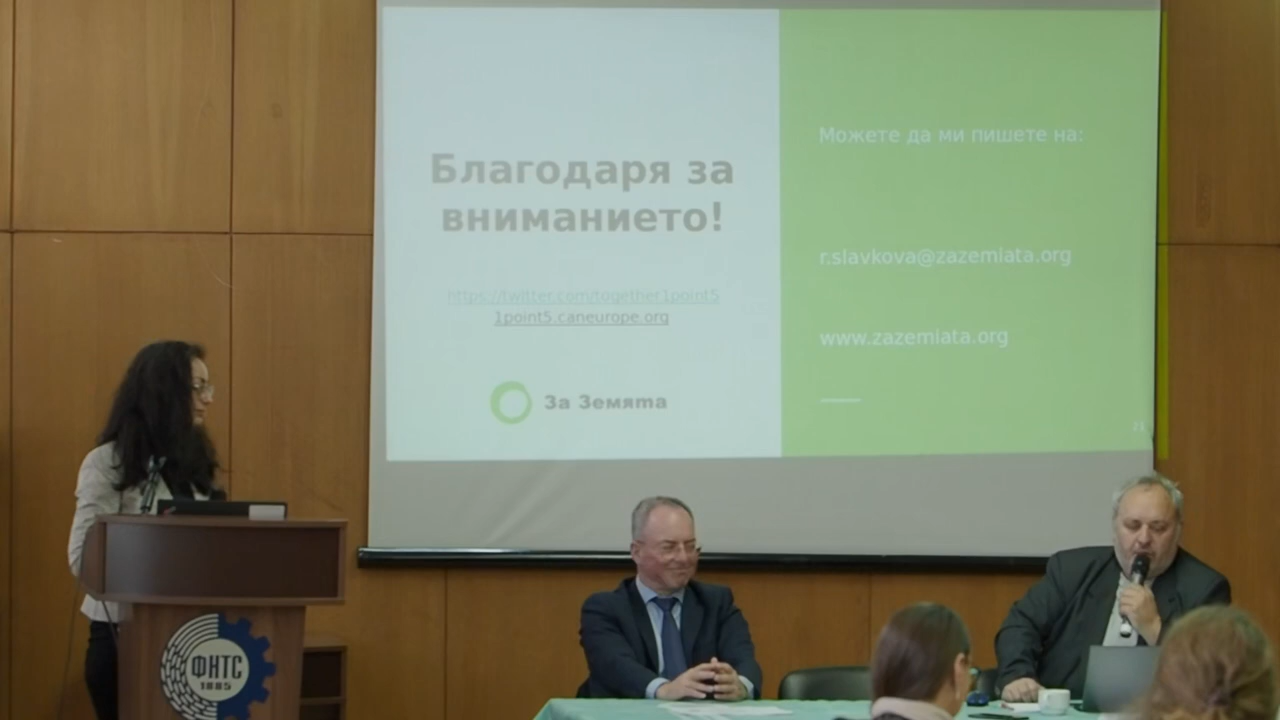 Благодаря за
вниманието!
https://twitter.com/together1point5
1point5.caneurope.org
За Земята
Можете да ми пишете на:
r.slavkova@zazemiata.org
www.zazemiata.org
21
ФНТС
1885